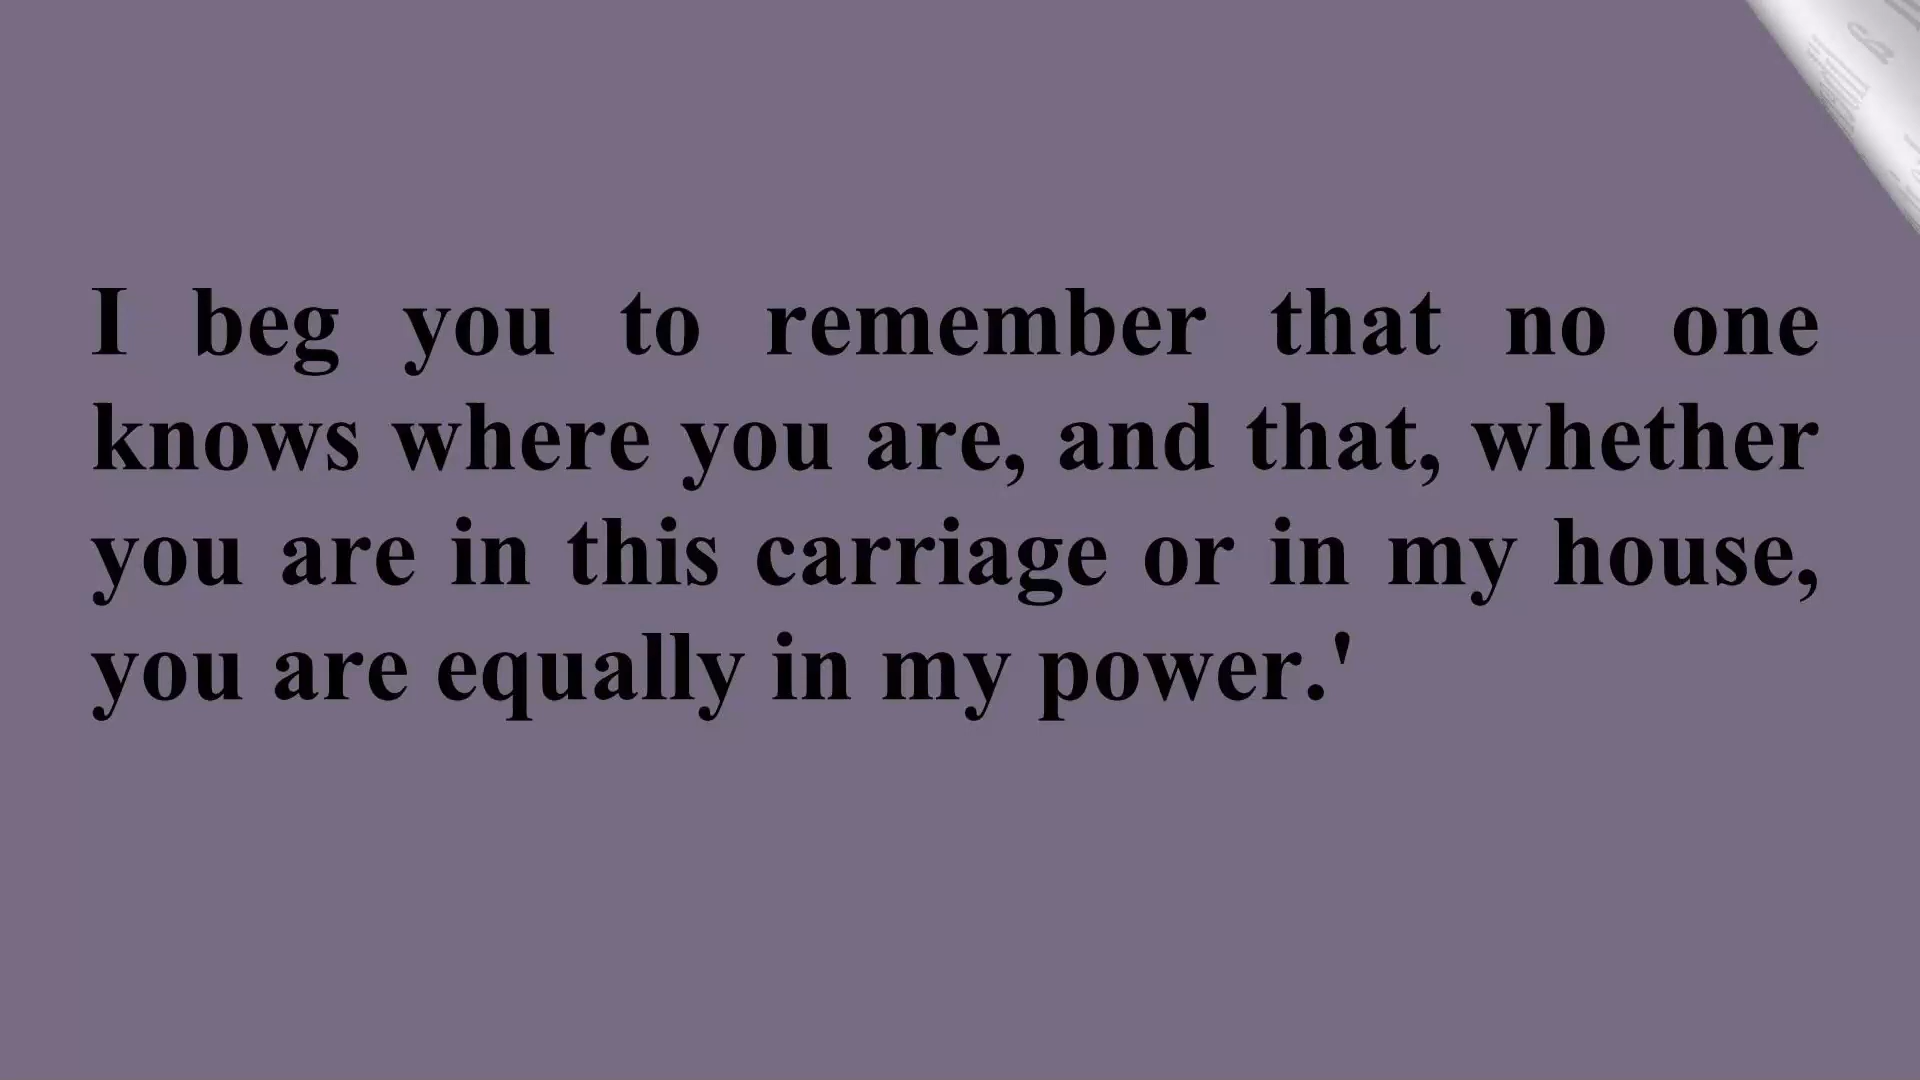 I beg you to remember that no one
knows where you are, and that, whether
you are in this carriage or in my house,
you are equally in my power.'